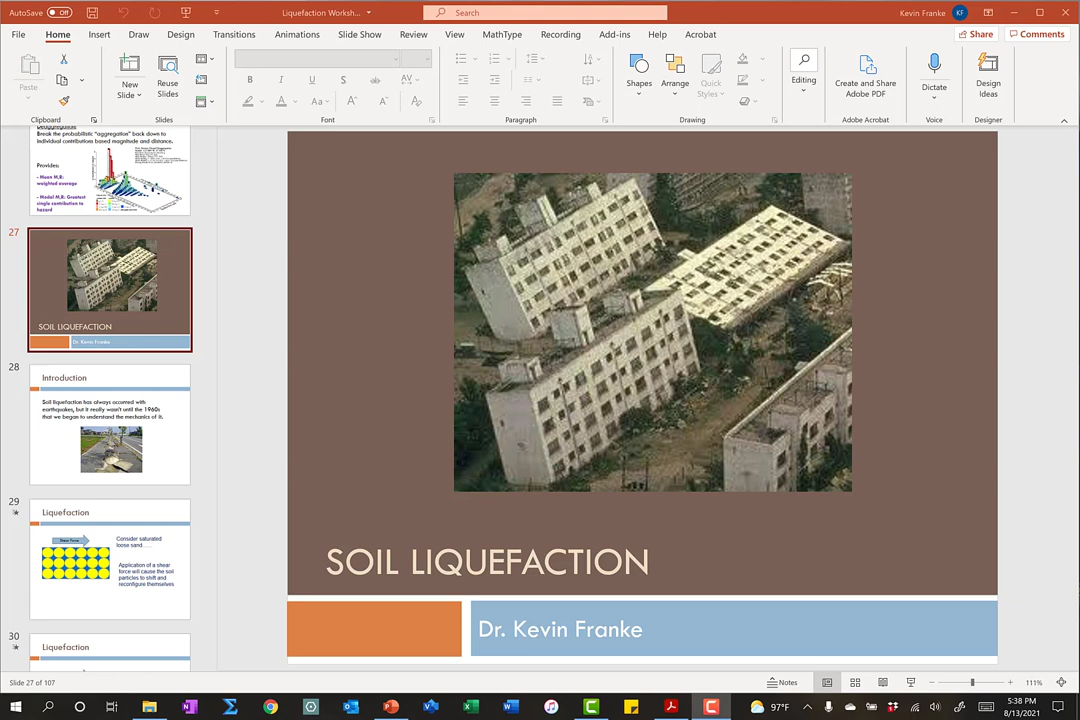 AutoSave Off
Liquefaction Worksh...
Search
Kevin Franke KF
File Home Insert Draw Design Transitions Animations Slide Show Review View MathType Recording Add-ins Help Acrobat
Share Comments
Paste
New Slide
Reuse Slides
B I U S ab AV
A Aa A A A
Shapes
Arrange
Quick Styles
Editing
Create and Share Adobe PDF
Dictate
Design Ideas
Clipboard Slides Font Paragraph Drawing Adobe Acrobat Voice Designer
Break the probabilistic "aggregation" back down to
individual contributions based magnitude and distance.
Provides:
- Mean M,R:
weighted average
- Modal M,R: Greatest
single contribution to
hazard
27
SOIL LIQUEFACTION
Dr. Kevin Franke
28
Introduction
Soil liquefaction has always occurred with
earthquakes, but it really wasn't until the 1960s
that we began to understand the mechanics of it.
29
Liquefaction
Shear Force
Consider saturated
loose sand.....
Application of a shear
force will cause the soil
particles to shift and
reconfigure themselves
30
Liquefaction
SOIL LIQUEFACTION
Dr. Kevin Franke
Slide 27 of 107
Notes
111%
97°F
5:38 PM
8/13/2021